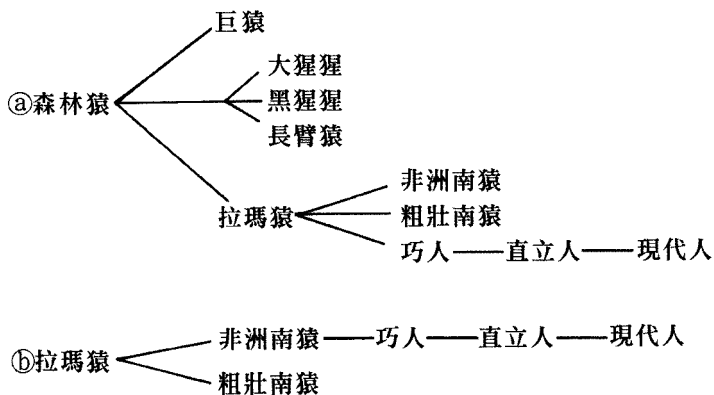 巨猿
大猩猩
ⓐ森林猿
黑猩猩
長臂猿
非洲南猿
拉瑪猿
粗壯南猿
巧人 直立人 現代人
非洲南猿 巧人 直立人 現代人
ⓑ拉瑪猿
粗壯南猿